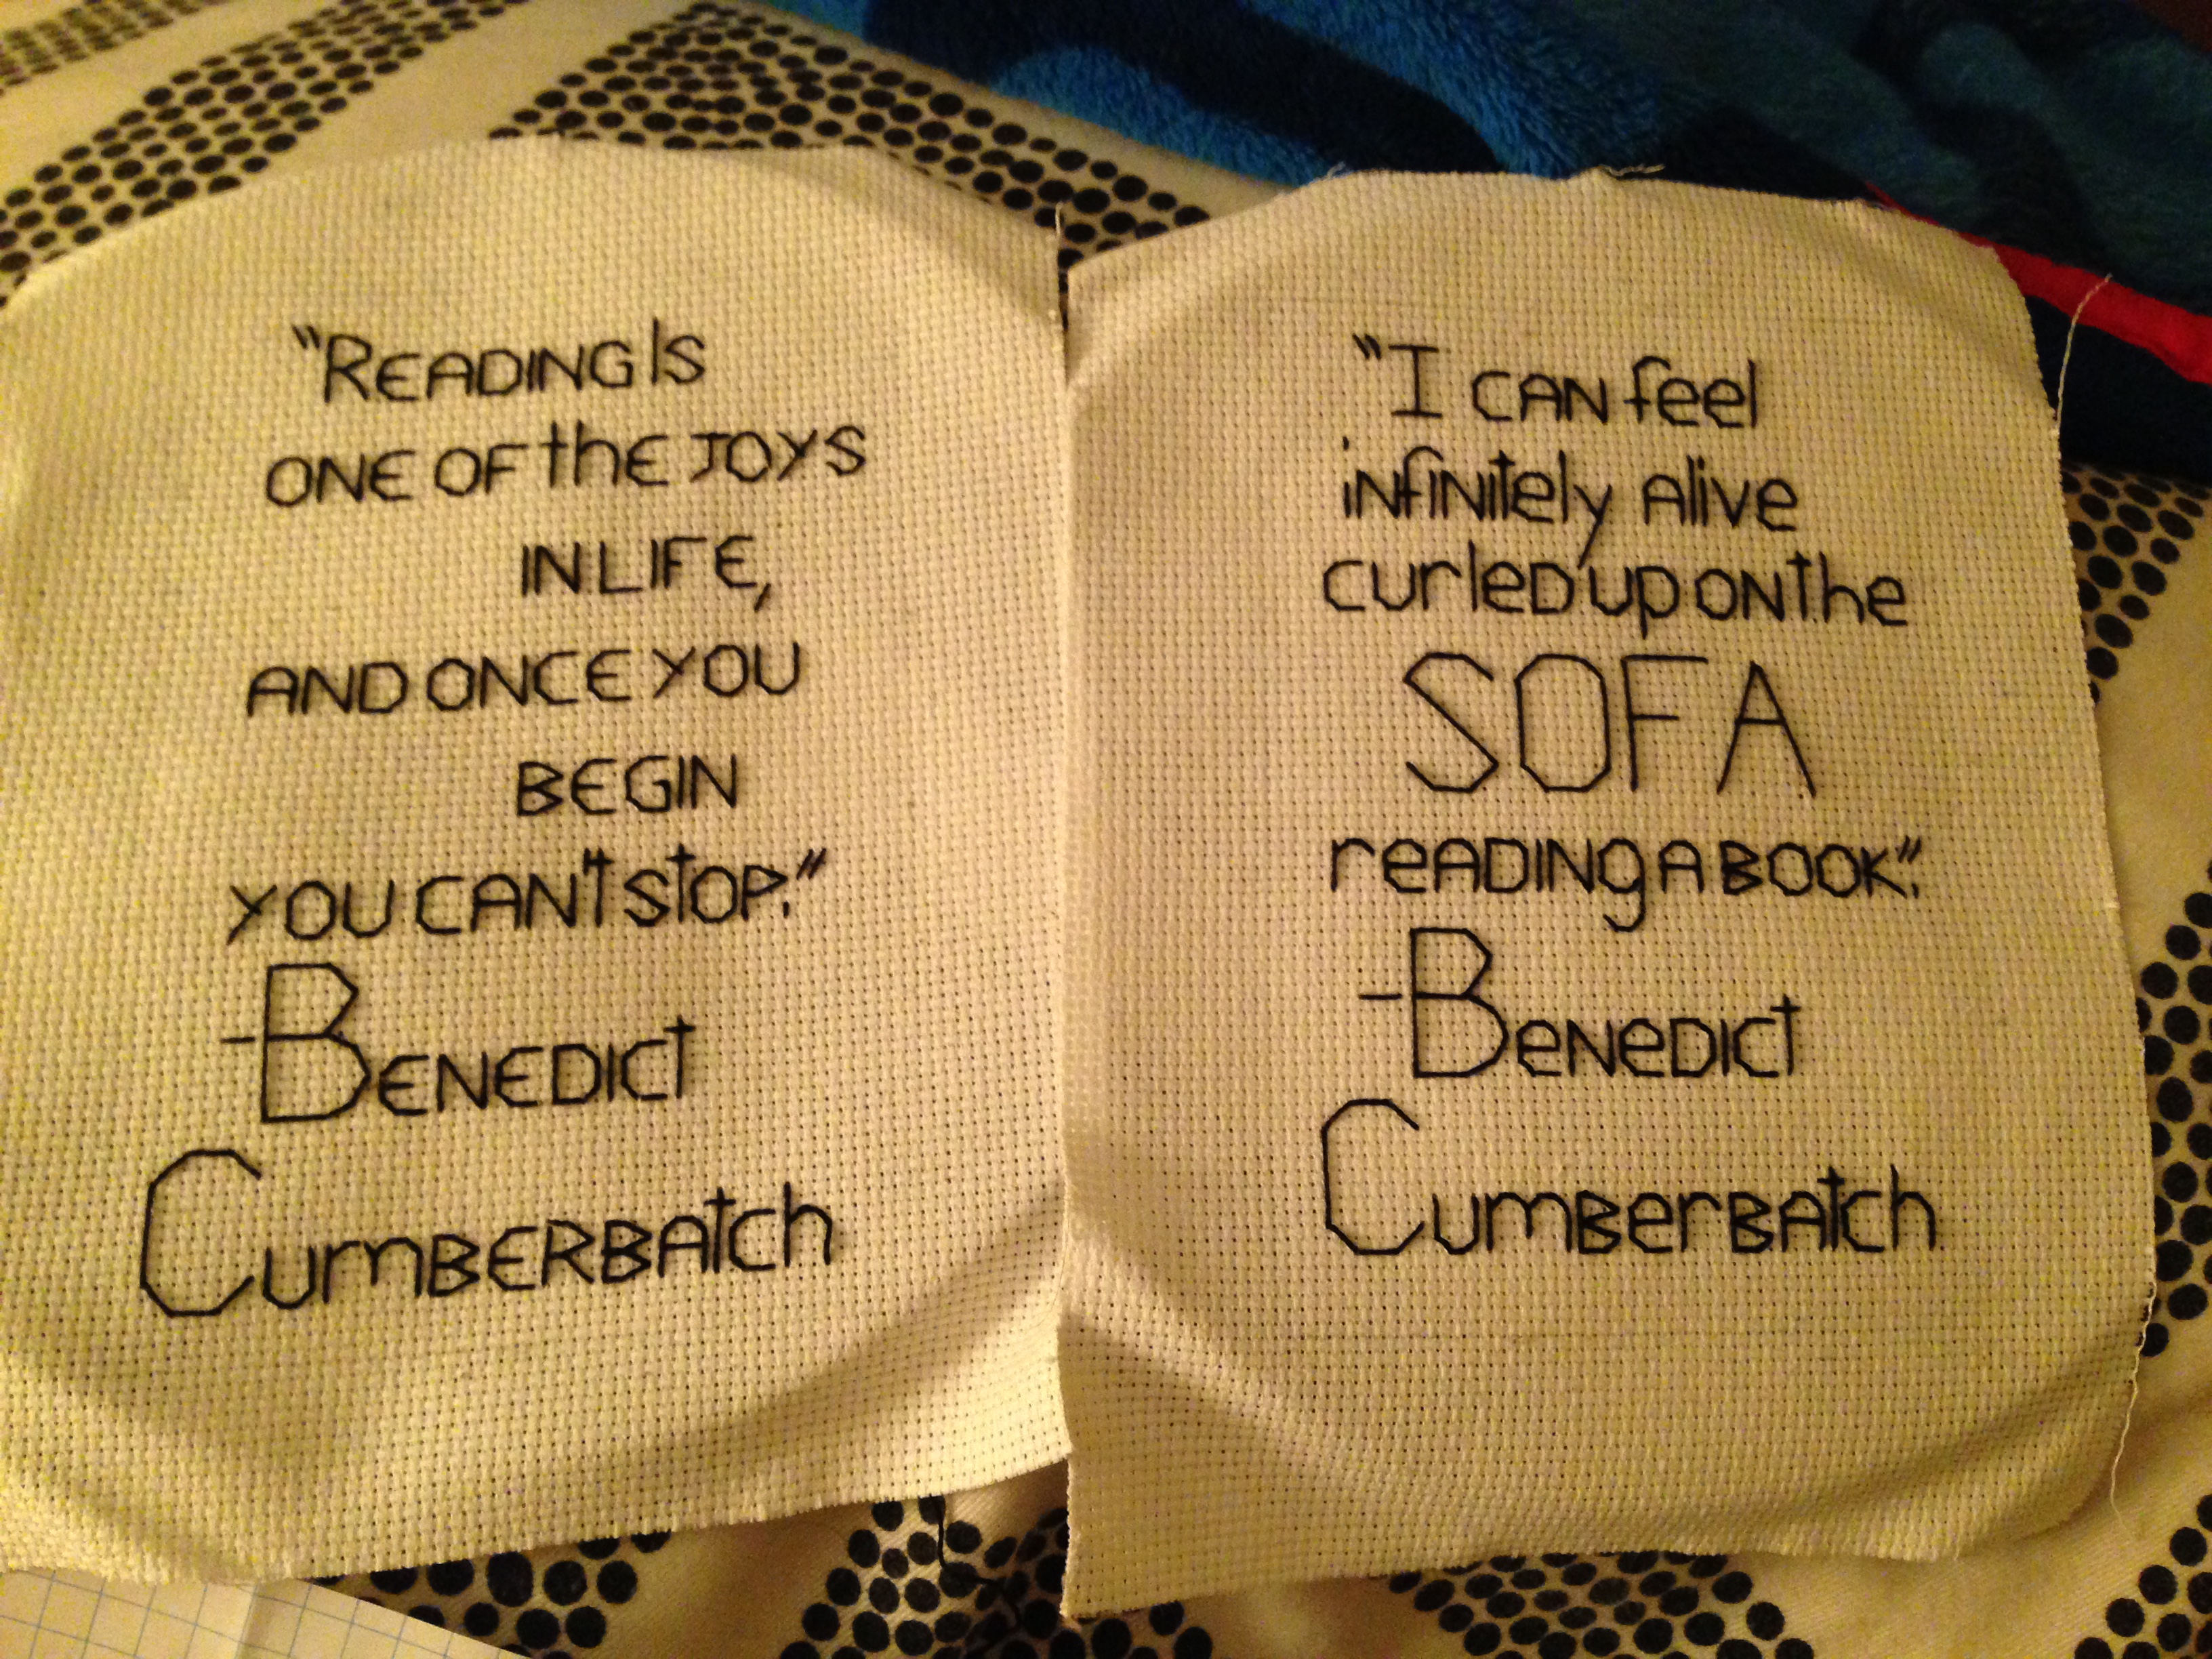 "READING IS
ONE OF thE JOYS
IN LIFE,
AND ONCE YOU
BEGIN
YOU CAN't StOP."
-BENEDICt
CumBERBAtch
"I CAN feel
iNfiNitely Alive
curleD up ON the
SOFA
reADINg A BOOK."
-BeNeDIct
CumBerBAtch